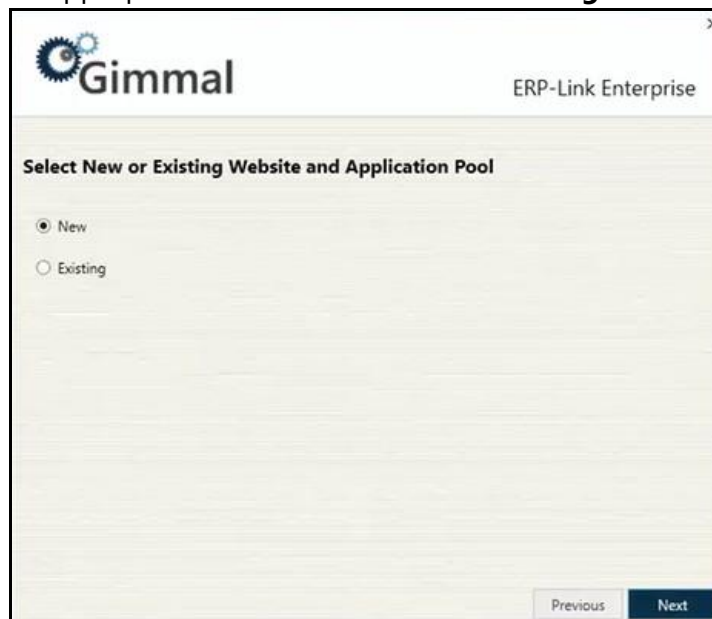 Gimmal
ERP-Link Enterprise
Select New or Existing Website and Application Pool
New
Existing
Previous
Next